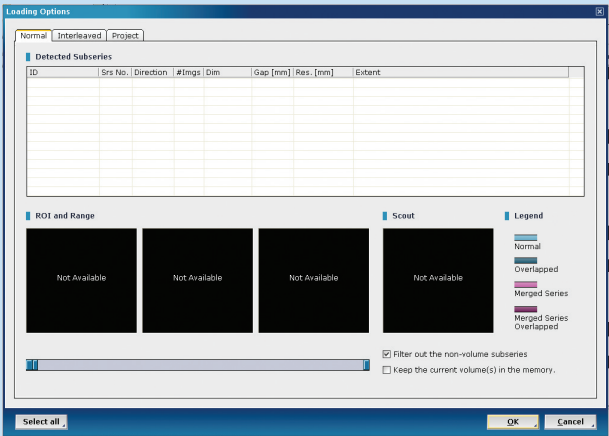 Loading Options
Normal Interleaved Project
Detected Subseries
ID Srs No. Direction #Imgs Dim Gap [mm] Res. [mm] Extent
ROI and Range Scout Legend
Not Available Not Available Not Available Not Available
Normal
Overlapped
Merged Series
Merged Series
Overlapped
Filter out the non-volume subseries
Keep the current volume(s) in the memory.
Select all OK Cancel